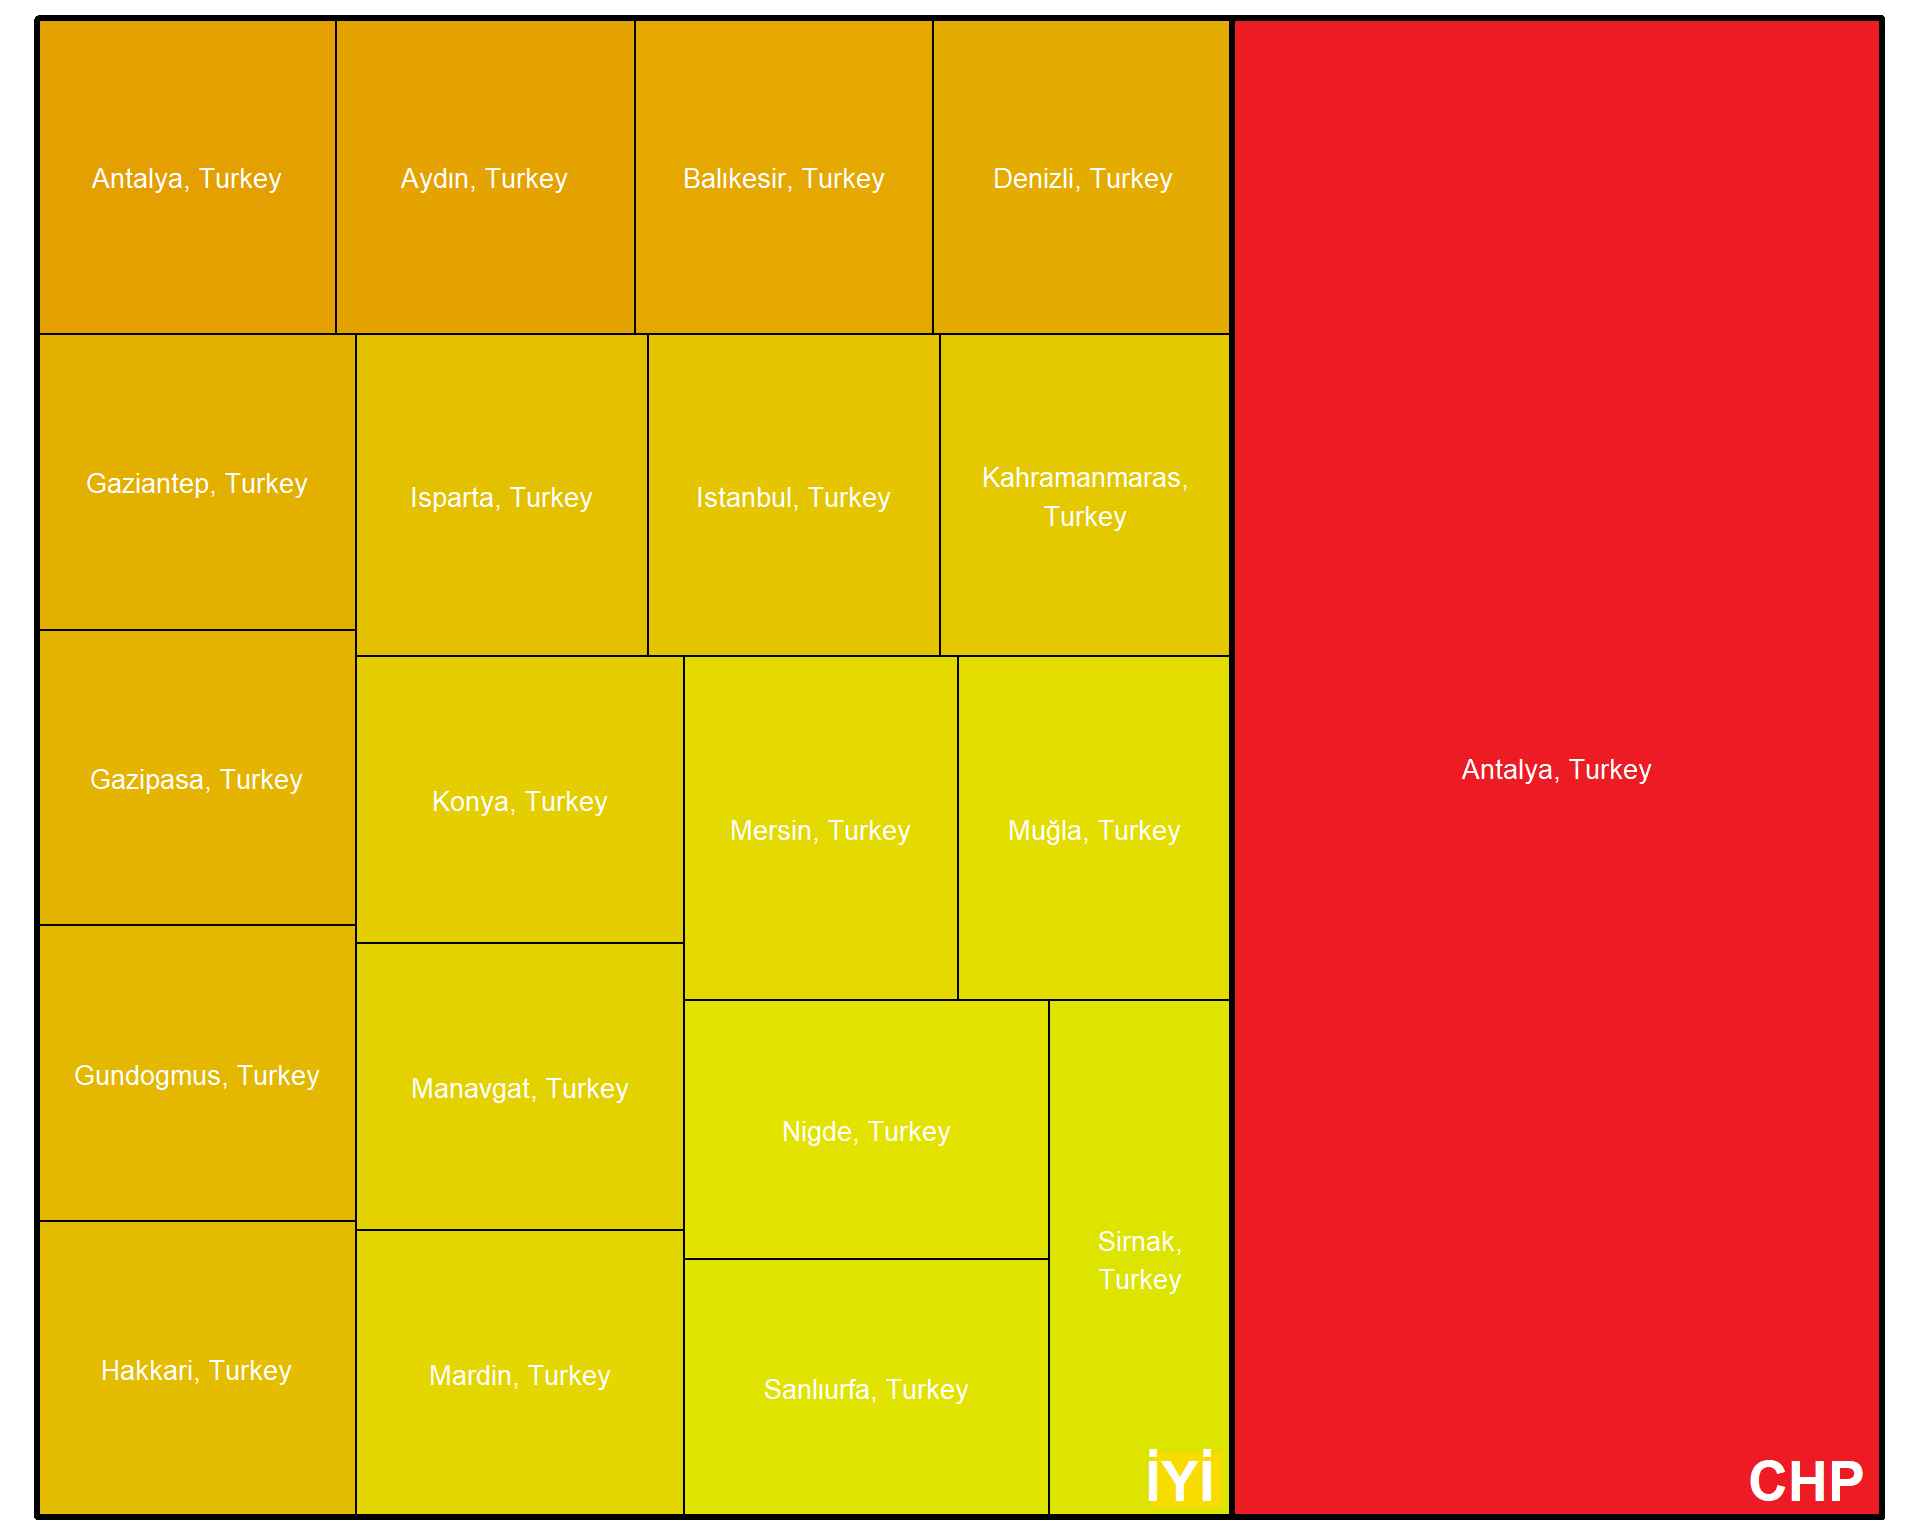 Antalya, Turkey
Aydın, Turkey
Balıkesir, Turkey
Denizli, Turkey
Gaziantep, Turkey
Isparta, Turkey
Istanbul, Turkey
Kahramanmaras,
Turkey
Gazipasa, Turkey
Konya, Turkey
Mersin, Turkey
Muğla, Turkey
Gundogmus, Turkey
Manavgat, Turkey
Nigde, Turkey
Sirnak,
Turkey
Hakkari, Turkey
Mardin, Turkey
Sanlıurfa, Turkey
İYİ
Antalya, Turkey
CHP